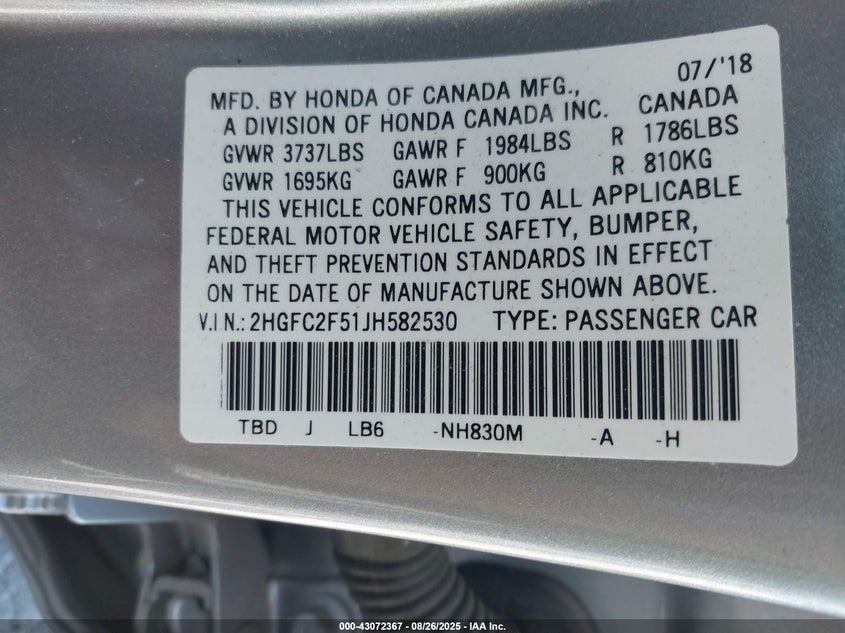 07/'18
MFD. BY HONDA OF CANADA MFG.,
A DIVISION OF HONDA CANADA INC. CANADA
GVWR 3737LBS GAWR F 1984LBS R 1786LBS
GVWR 1695KG GAWR F 900KG R 810KG
THIS VEHICLE CONFORMS TO ALL APPLICABLE
FEDERAL MOTOR VEHICLE SAFETY, BUMPER,
AND THEFT PREVENTION STANDARDS IN EFFECT
ON THE DATE OF MANUFACTURE SHOWN ABOVE.
V.I.N.: 2HGFC2F51JH582530 TYPE: PASSENGER CAR
TBD J LB6 -NH830M -A -H
000-43072367 - 08/26/2025 - IAA Inc.